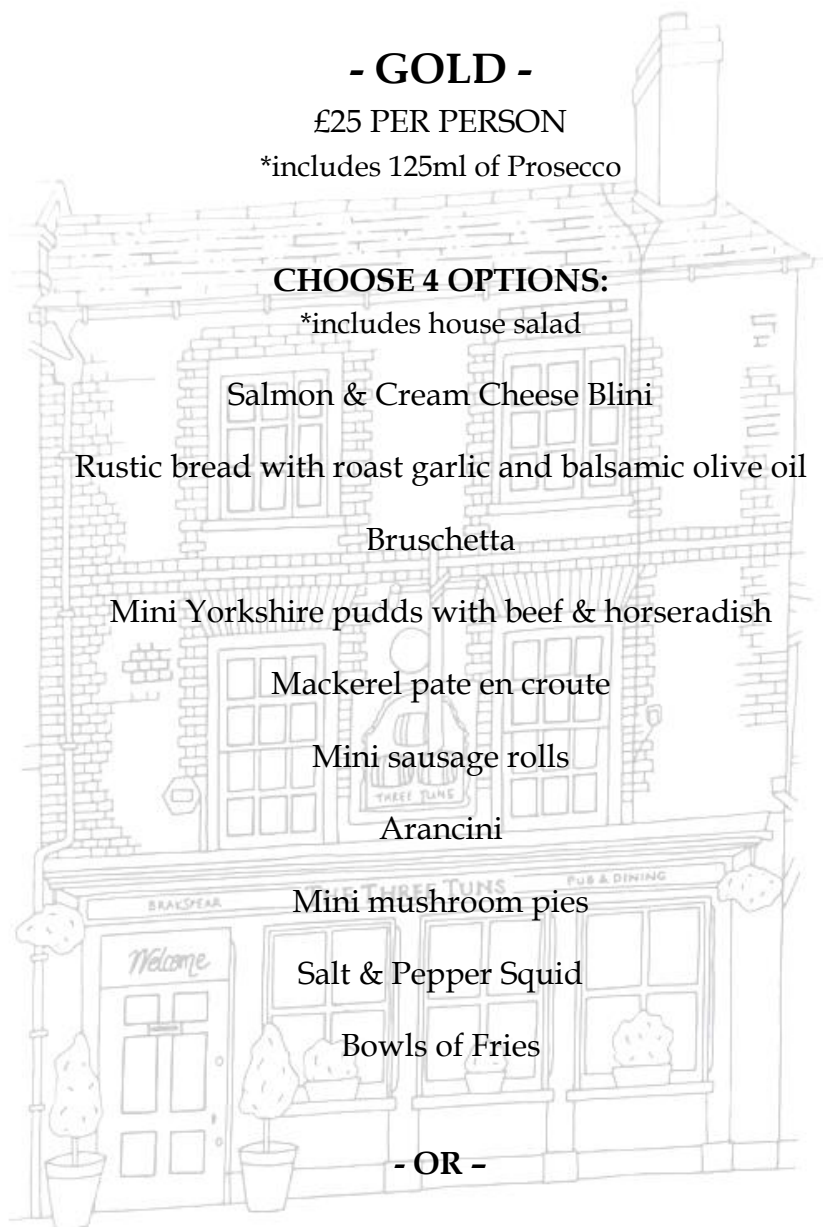 - GOLD -
£25 PER PERSON
*includes 125ml of Prosecco
CHOOSE 4 OPTIONS:
*includes house salad
Salmon & Cream Cheese Blini
Rustic bread with roast garlic and balsamic olive oil
Bruschetta
Mini Yorkshire pudds with beef & horseradish
Mackerel pate en croute
Mini sausage rolls
THREE TUNS
Arancini
BRAKSPEAR
THE THREE TUNS
PUB & DINING
Mini mushroom pies
Welcome
Salt & Pepper Squid
Bowls of Fries
- OR –